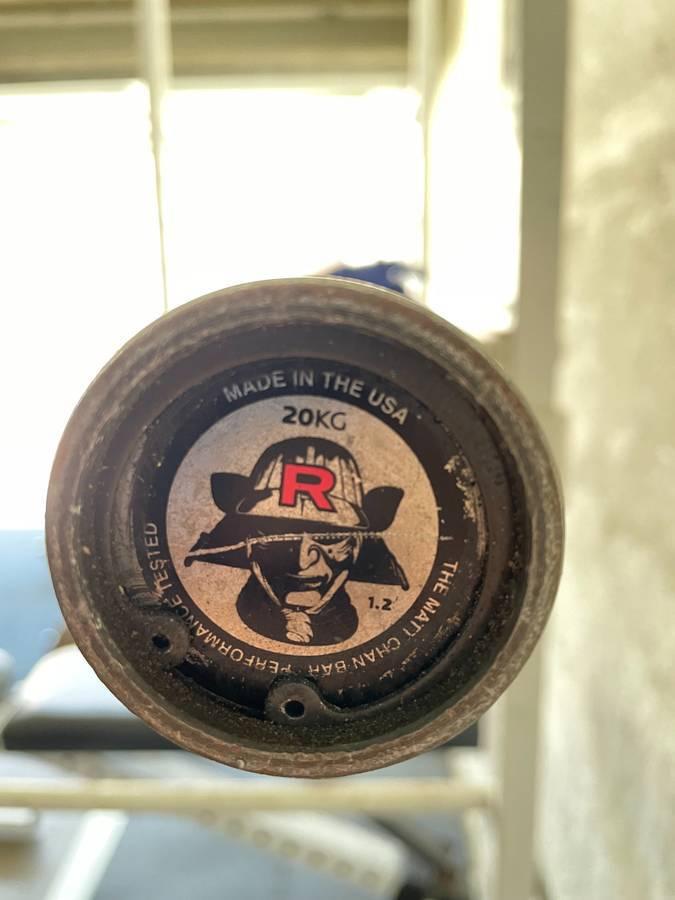 MADE IN THE USA
20KG
R
1.2
THE MATT CHAN BAR · PERFORMANCE TESTED